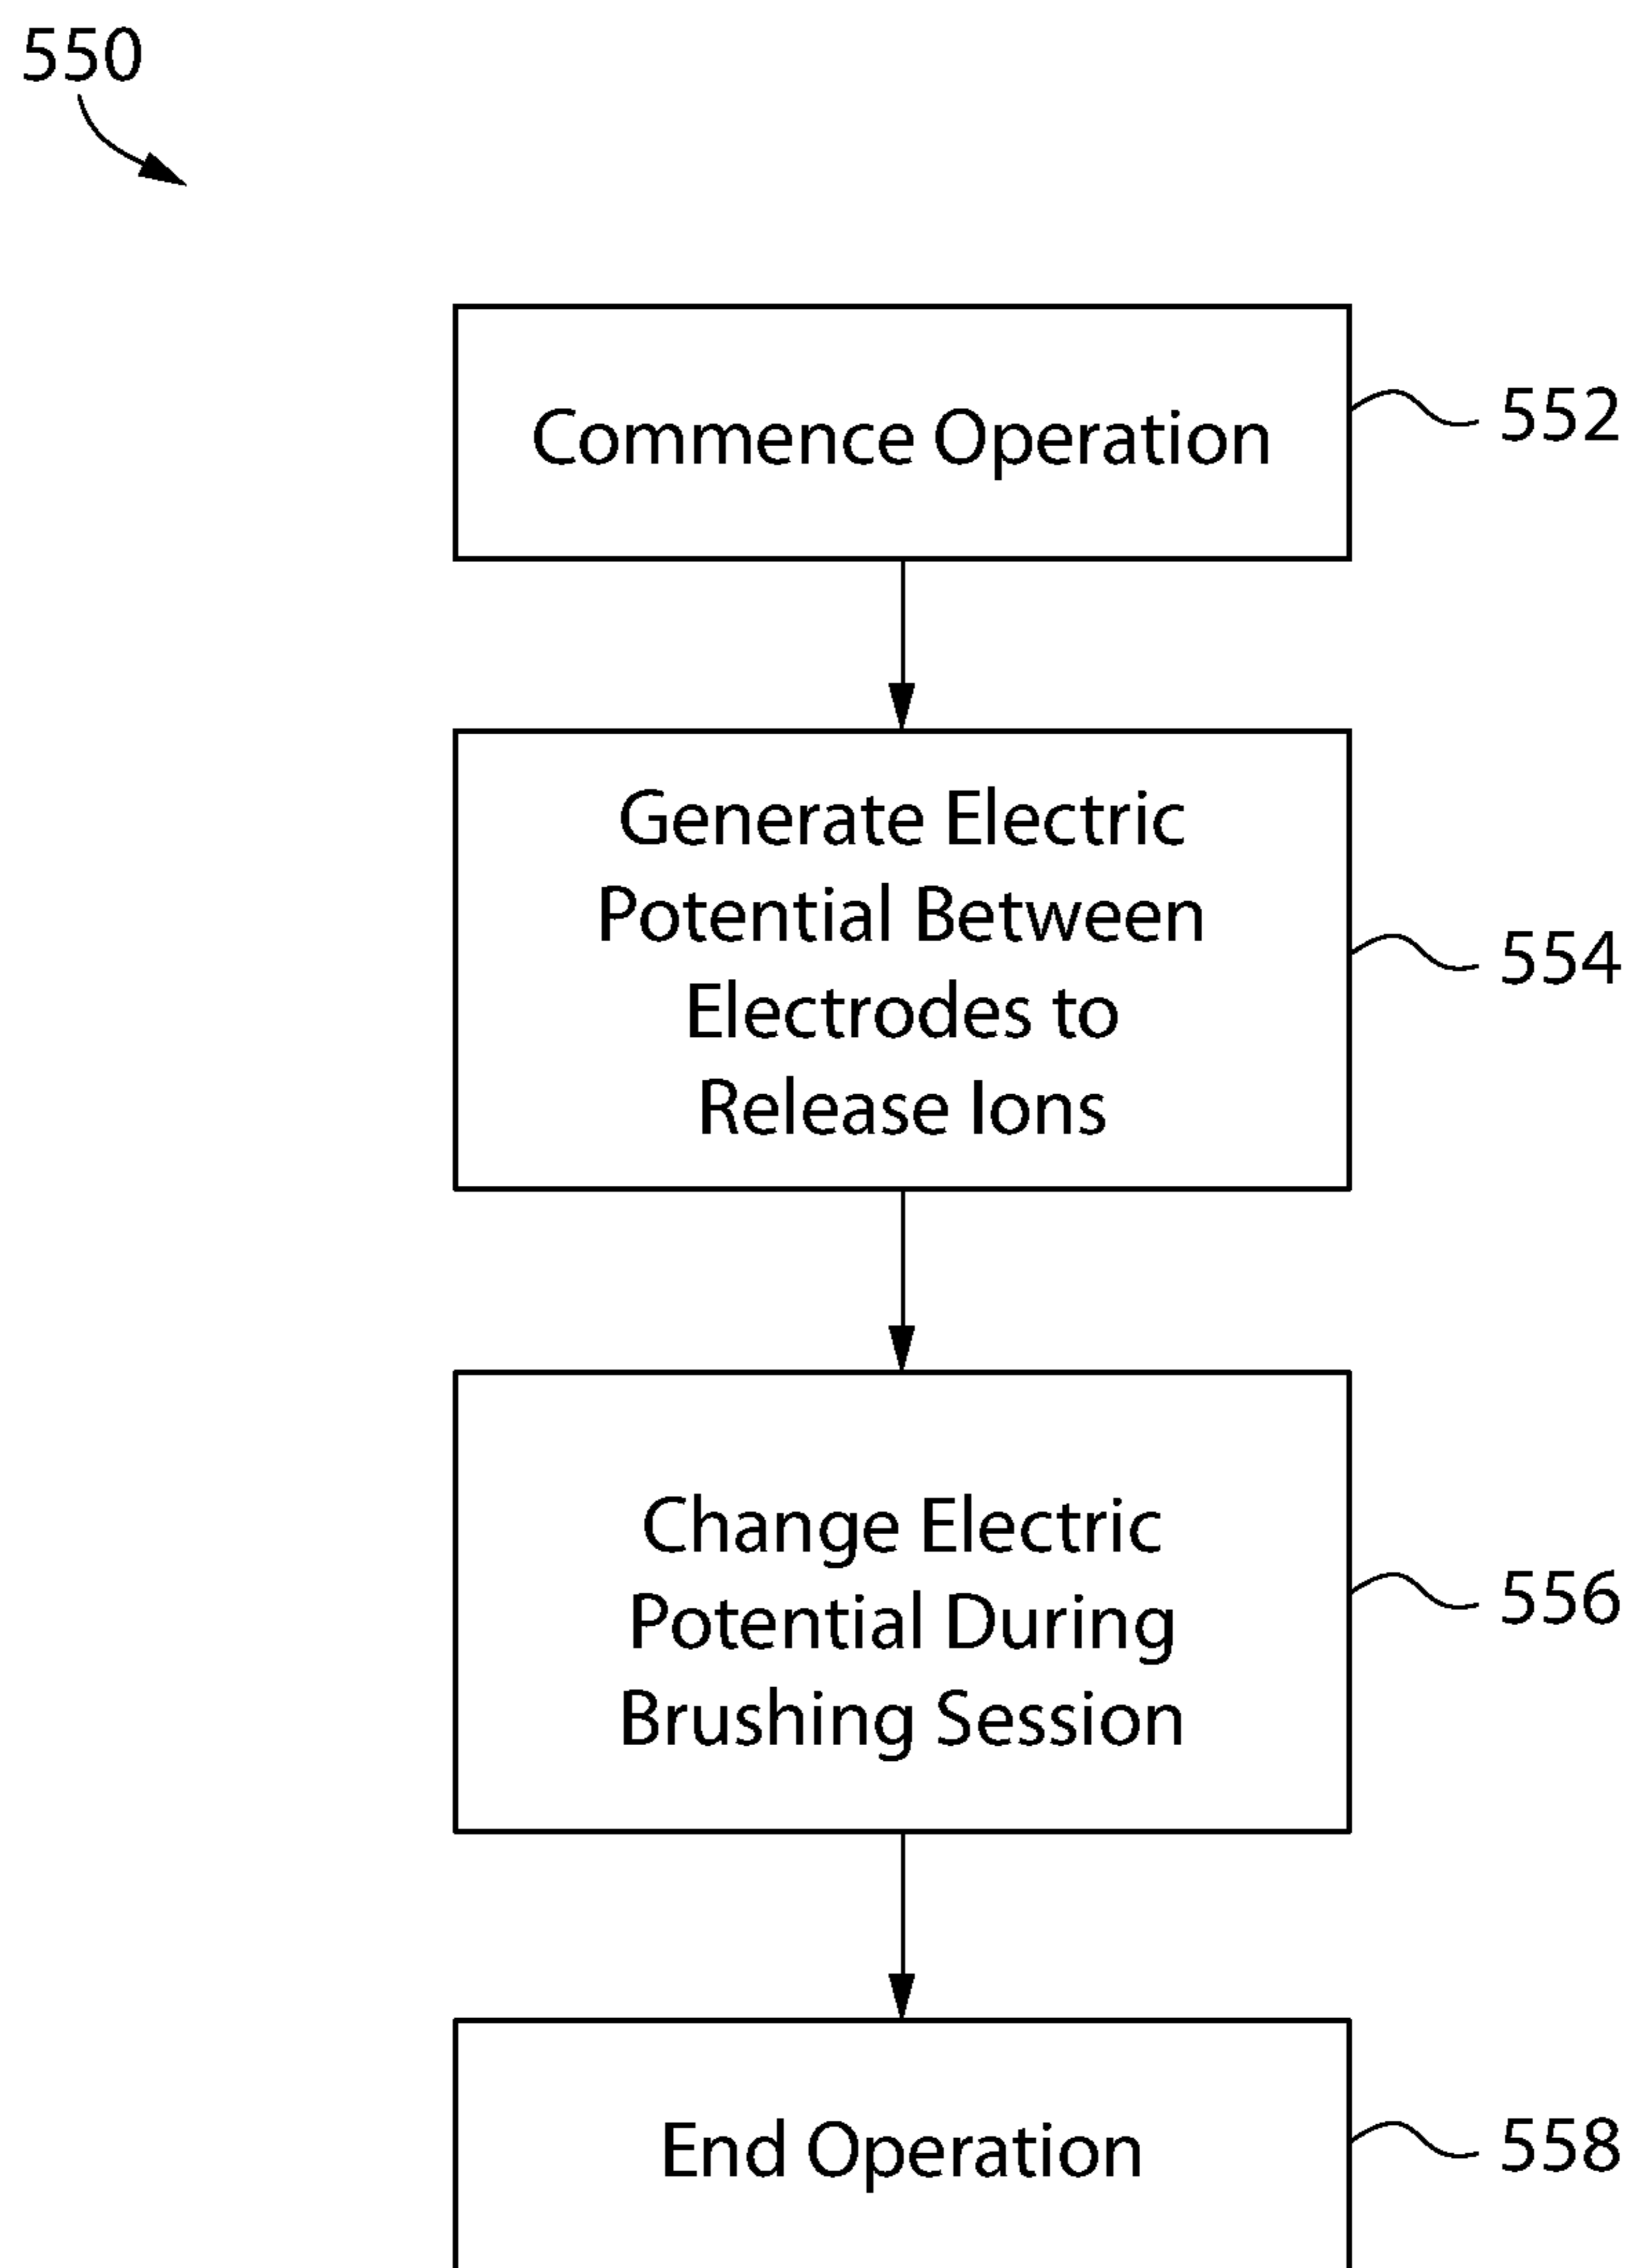 550
Commence Operation
552
Generate Electric
Potential Between
Electrodes to
Release Ions
554
Change Electric
Potential During
Brushing Session
556
End Operation
558